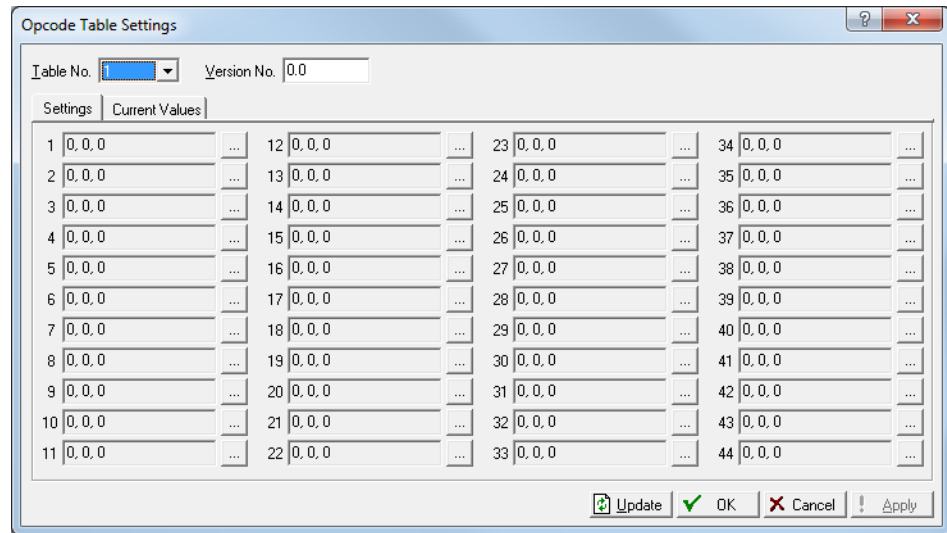 Opcode Table Settings
Table No. 1 Version No. 0.0
Settings Current Values
1 0, 0, 0 ... 12 0, 0, 0 ... 23 0, 0, 0 ... 34 0, 0, 0 ...
2 0, 0, 0 ... 13 0, 0, 0 ... 24 0, 0, 0 ... 35 0, 0, 0 ...
3 0, 0, 0 ... 14 0, 0, 0 ... 25 0, 0, 0 ... 36 0, 0, 0 ...
4 0, 0, 0 ... 15 0, 0, 0 ... 26 0, 0, 0 ... 37 0, 0, 0 ...
5 0, 0, 0 ... 16 0, 0, 0 ... 27 0, 0, 0 ... 38 0, 0, 0 ...
6 0, 0, 0 ... 17 0, 0, 0 ... 28 0, 0, 0 ... 39 0, 0, 0 ...
7 0, 0, 0 ... 18 0, 0, 0 ... 29 0, 0, 0 ... 40 0, 0, 0 ...
8 0, 0, 0 ... 19 0, 0, 0 ... 30 0, 0, 0 ... 41 0, 0, 0 ...
9 0, 0, 0 ... 20 0, 0, 0 ... 31 0, 0, 0 ... 42 0, 0, 0 ...
10 0, 0, 0 ... 21 0, 0, 0 ... 32 0, 0, 0 ... 43 0, 0, 0 ...
11 0, 0, 0 ... 22 0, 0, 0 ... 33 0, 0, 0 ... 44 0, 0, 0 ...
Update OK Cancel ! Apply